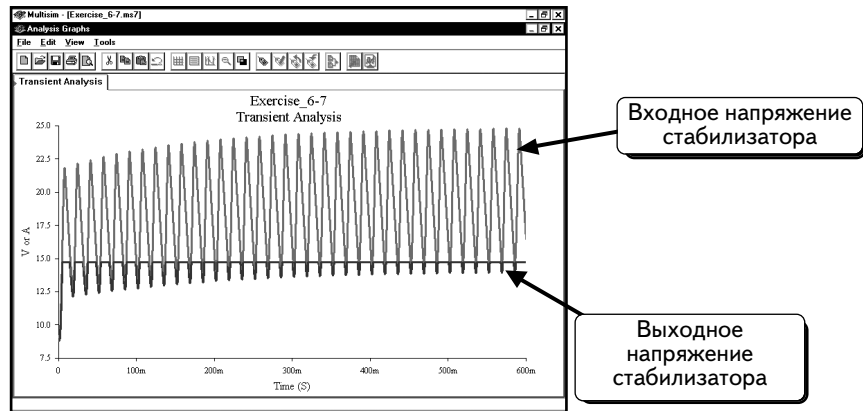 Multisim - [Exercise_6-7.ms7]
Analysis Graphs
File Edit View Tools
Transient Analysis
Exercise_6-7
Transient Analysis
25.0
22.5
20.0
17.5
15.0
12.5
10.0
7.5
V or A
0 100m 200m 300m 400m 500m 600m
Time (S)
Входное напряжение
стабилизатора
Выходное
напряжение
стабилизатора